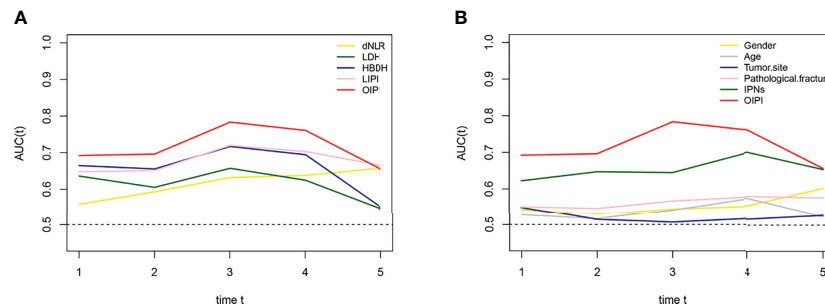 A
1.0
0.9
0.8
0.7
0.6
0.5
AUC(t)
dNLR
LDH
HBDH
LIPI
OIPI
1 2 3 4 5
time t
B
1.0
0.9
0.8
0.7
0.6
0.5
AUC(t)
Gender
Age
Tumor.site
Pathological.fractur
IPNs
OIPI
1 2 3 4 5
time t